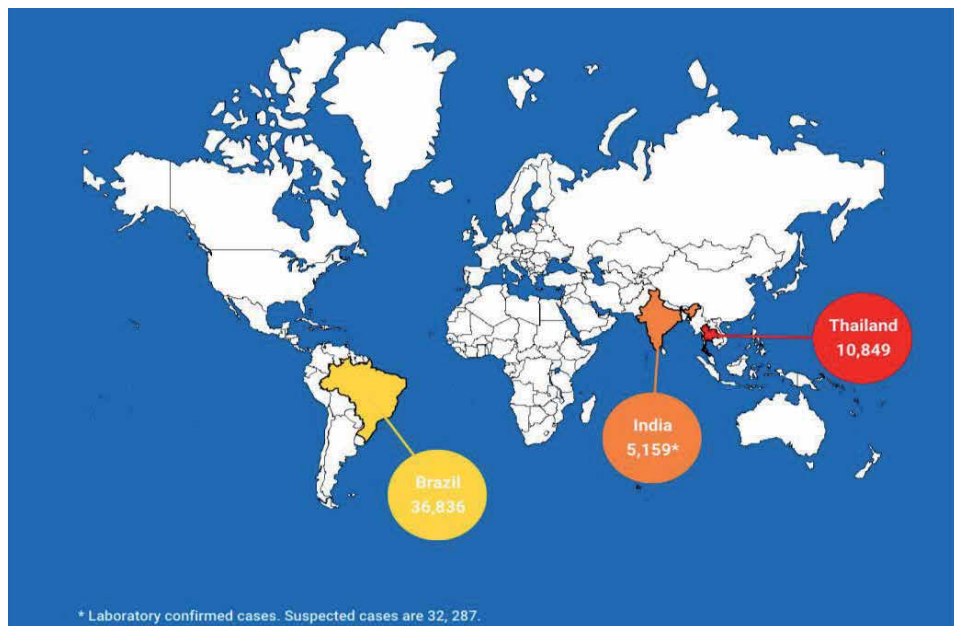 Thailand
10,849
India
5,159*
Brazil
36,836
* Laboratory confirmed cases. Suspected cases are 32, 287.